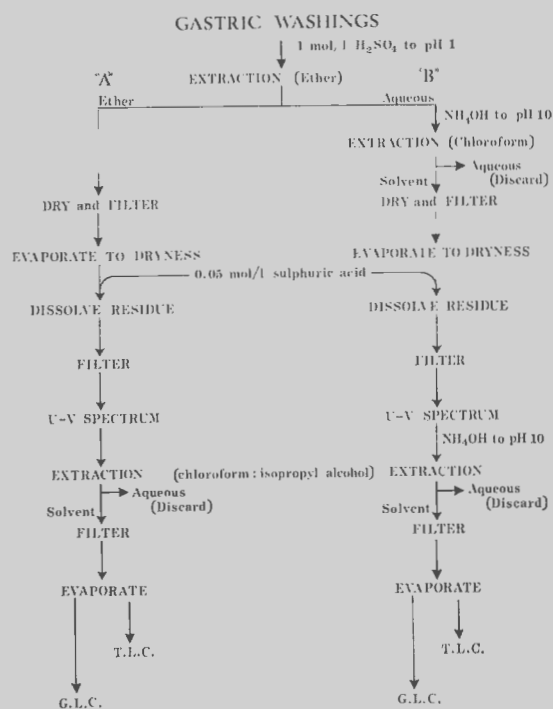 GASTRIC WASHINGS
1 mol/l H₂SO₄ to pH 1
"A"
EXTRACTION (Ether)
"B"
Ether
Aqueous
NH₄OH to pH 10
EXTRACTION (Chloroform)
Aqueous
(Discard)
Solvent
DRY and FILTER
DRY and FILTER
EVAPORATE TO DRYNESS
EVAPORATE TO DRYNESS
0.05 mol/l sulphuric acid
DISSOLVE RESIDUE
DISSOLVE RESIDUE
FILTER
FILTER
U-V SPECTRUM
U-V SPECTRUM
NH₄OH to pH 10
EXTRACTION
(chloroform : isopropyl alcohol)
EXTRACTION
Aqueous
(Discard)
Aqueous
(Discard)
Solvent
Solvent
FILTER
FILTER
EVAPORATE
EVAPORATE
T.L.C.
T.L.C.
G.L.C.
G.L.C.